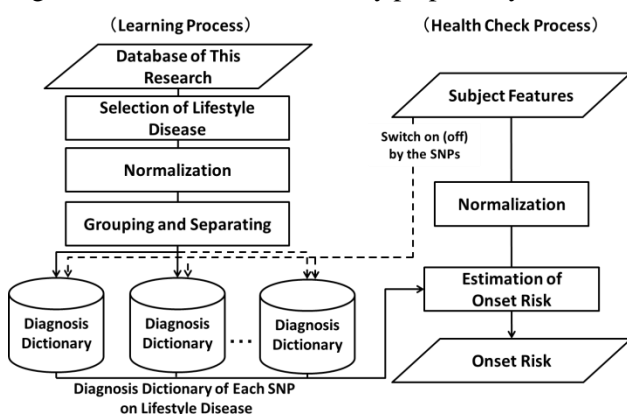 (Learning Process)
(Health Check Process)
Database of This
Research
Selection of Lifestyle
Disease
Normalization
Grouping and Separating
Diagnosis
Dictionary
Diagnosis
Dictionary
...
Diagnosis
Dictionary
Diagnosis Dictionary of Each SNP
on Lifestyle Disease
Subject Features
Switch on (off)
by the SNPs
Normalization
Estimation of
Onset Risk
Onset Risk